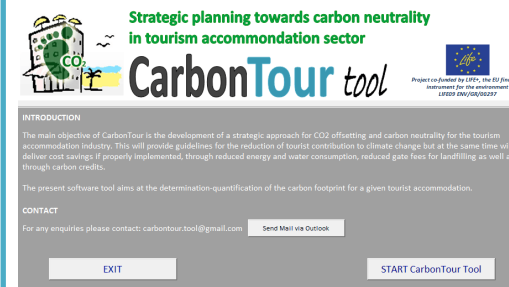 Strategic planning towards carbon neutrality
in tourism accommondation sector
CO2
CarbonTour tool
Life
Project co-funded by LIFE+, the EU fin
instrument for the environment
LIFE09 ENV/GR/00297
INTRODUCTION
The main objective of CarbonTour is the development of a strategic approach for CO2 offsetting and carbon neutrality for the tourism
accommodation industry. This will provide guidelines for the reduction of tourist contribution to climate change but at the same time wi
deliver cost savings if properly implemented, through reduced energy and water consumption, reduced gate fees for landfilling as well a
through carbon credits.
The present software tool aims at the determination-quantification of the carbon footprint for a given tourist accommodation.
CONTACT
For any enquiries please contact: carbontour.tool@gmail.com
Send Mail via Outlook
EXIT
START CarbonTour Tool